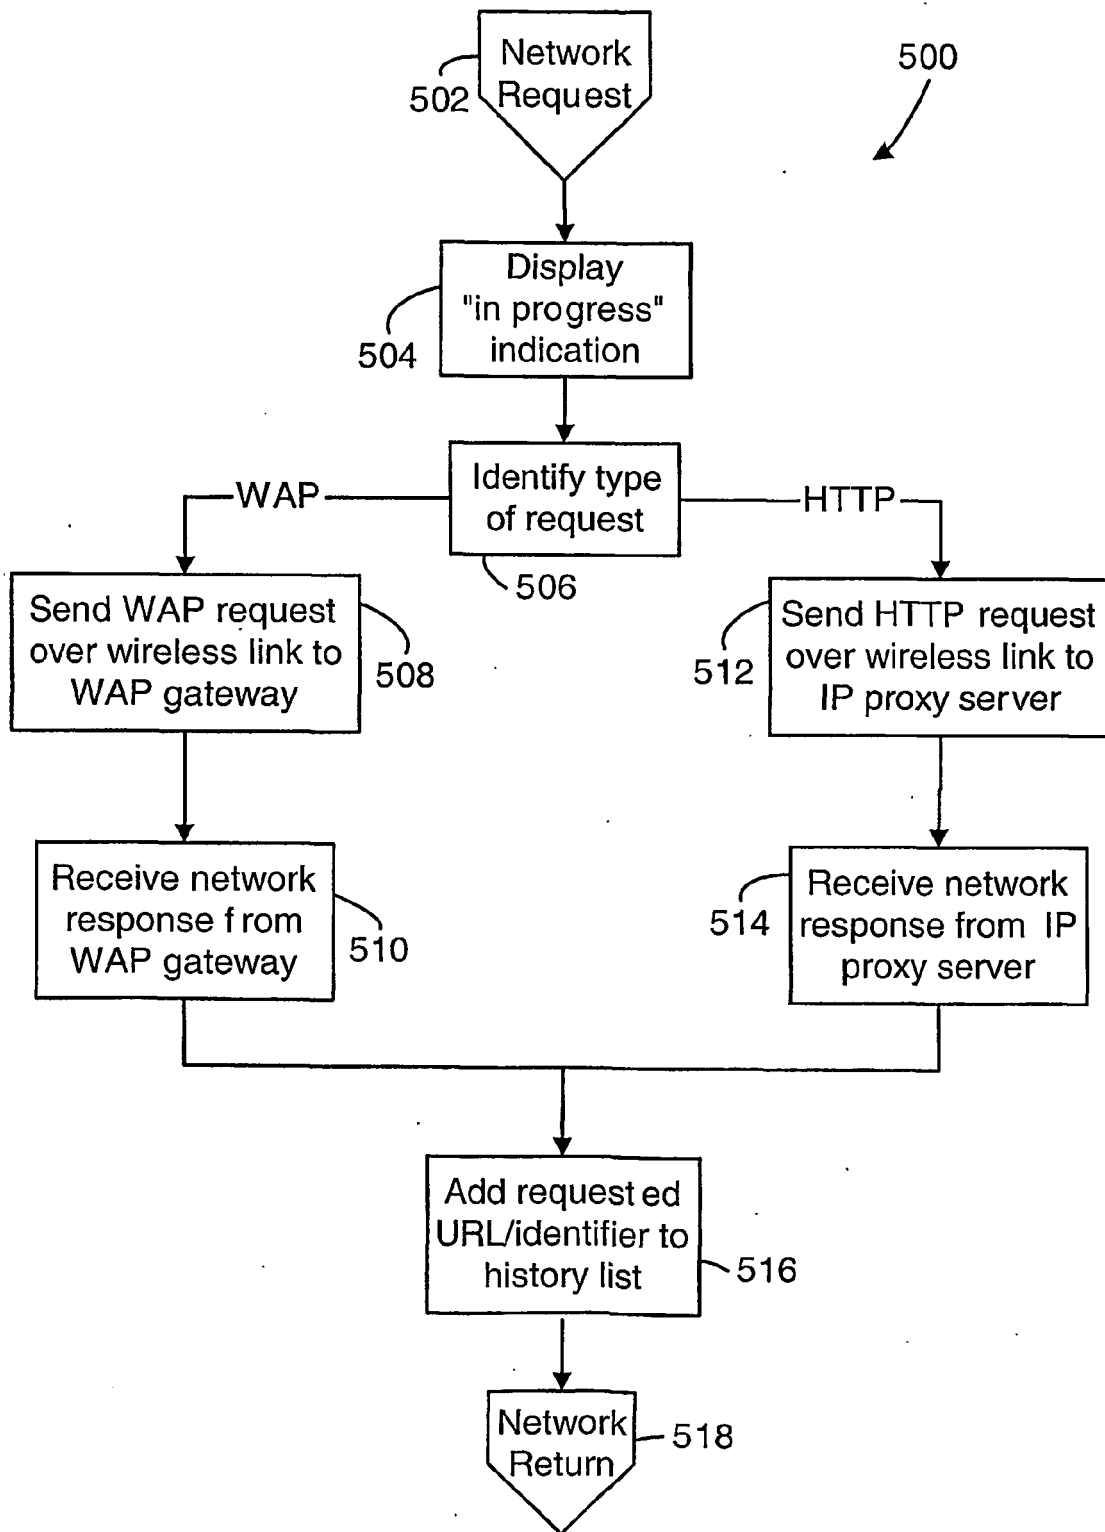 Network
Request
502
500
Display
"in progress"
indication
504
Identify type
of request
506
WAP
HTTP
Send WAP request
over wireless link to
WAP gateway
508
Send HTTP request
over wireless link to
IP proxy server
512
Receive network
response from
WAP gateway
510
Receive network
response from IP
proxy server
514
Add requested
URL/identifier to
history list
516
Network
Return
518